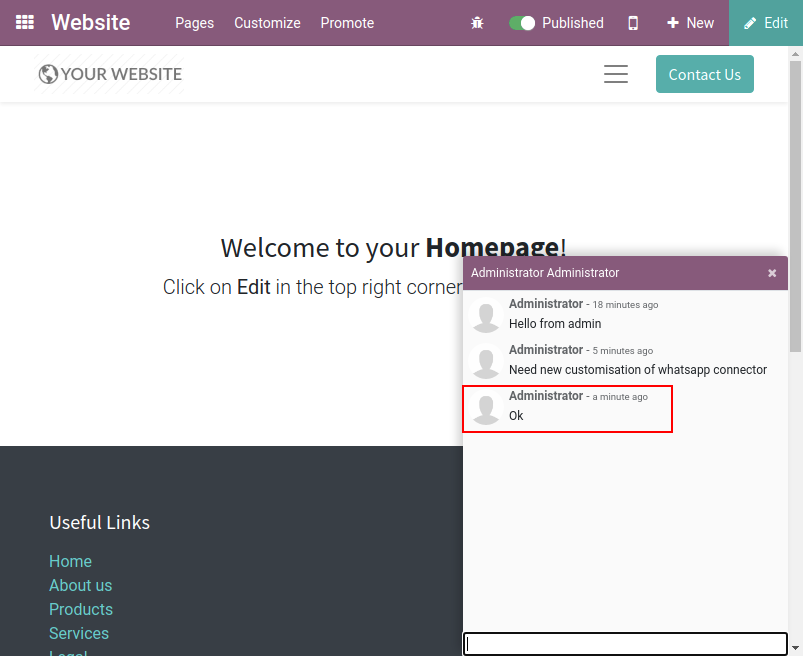 Website Pages Customize Promote Published New Edit
YOUR WEBSITE Contact Us
Welcome to your Homepage!
Click on Edit in the top right corner
Administrator Administrator
Administrator - 18 minutes ago
Hello from admin
Administrator - 5 minutes ago
Need new customisation of whatsapp connector
Administrator - a minute ago
Ok
Useful Links
Home
About us
Products
Services
Legal